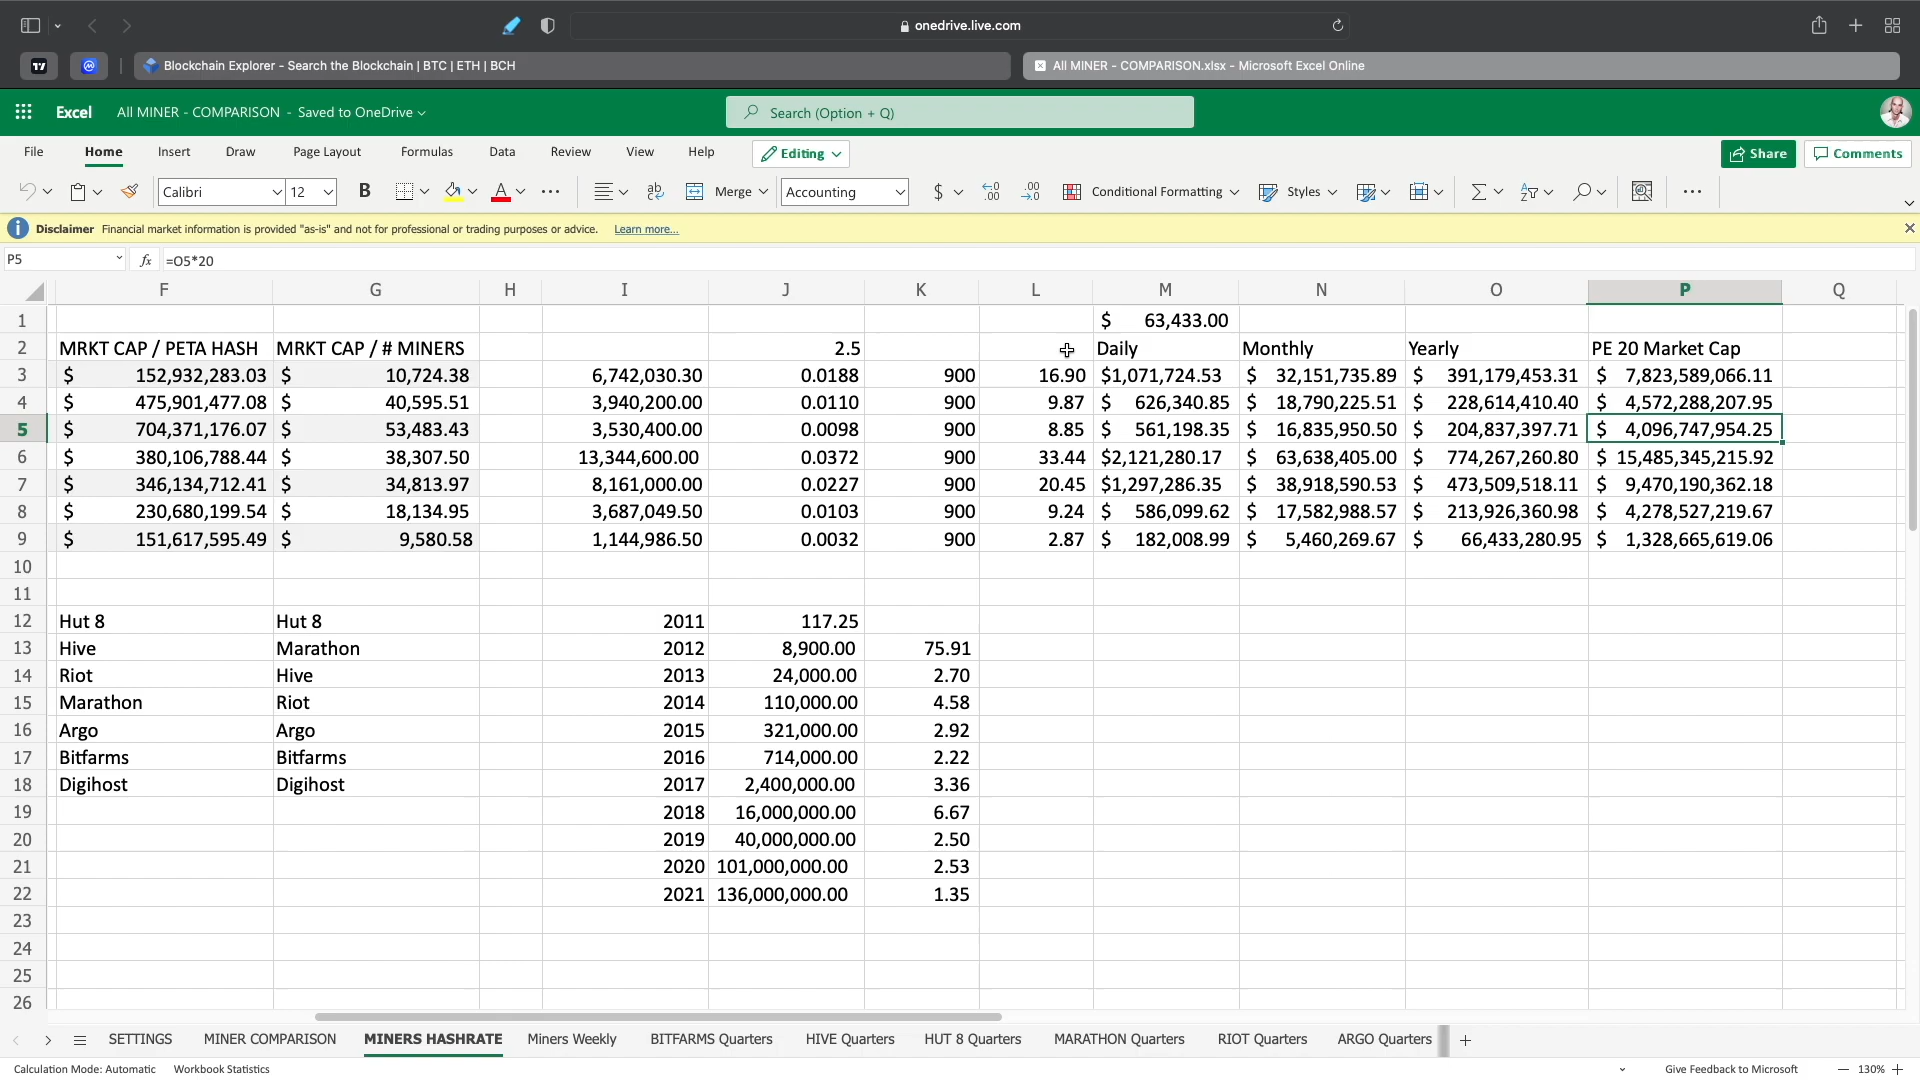 onedrive.live.com
Blockchain Explorer - Search the Blockchain | BTC | ETH | BCH
All MINER - COMPARISON.xlsx - Microsoft Excel Online
Excel All MINER - COMPARISON - Saved to OneDrive
Search (Option + Q)
File Home Insert Draw Page Layout Formulas Data Review View Help Editing Share Comments
Calibri 12 B A ab Merge Accounting $ .00 .00 Conditional Formatting Styles
Disclaimer Financial market information is provided "as-is" and not for professional or trading purposes or advice. Learn more...
P5 fx =O5*20
F G H I J K L M N O P Q
1 $ 63,433.00
2 MRKT CAP / PETA HASH MRKT CAP / # MINERS 2.5 Daily Monthly Yearly PE 20 Market Cap
3 $ 152,932,283.03 $ 10,724.38 6,742,030.30 0.0188 900 16.90 $1,071,724.53 $ 32,151,735.89 $ 391,179,453.31 $ 7,823,589,066.11
4 $ 475,901,477.08 $ 40,595.51 3,940,200.00 0.0110 900 9.87 $ 626,340.85 $ 18,790,225.51 $ 228,614,410.40 $ 4,572,288,207.95
5 $ 704,371,176.07 $ 53,483.43 3,530,400.00 0.0098 900 8.85 $ 561,198.35 $ 16,835,950.50 $ 204,837,397.71 $ 4,096,747,954.25
6 $ 380,106,788.44 $ 38,307.50 13,344,600.00 0.0372 900 33.44 $2,121,280.17 $ 63,638,405.00 $ 774,267,260.80 $ 15,485,345,215.92
7 $ 346,134,712.41 $ 34,813.97 8,161,000.00 0.0227 900 20.45 $1,297,286.35 $ 38,918,590.53 $ 473,509,518.11 $ 9,470,190,362.18
8 $ 230,680,199.54 $ 18,134.95 3,687,049.50 0.0103 900 9.24 $ 586,099.62 $ 17,582,988.57 $ 213,926,360.98 $ 4,278,527,219.67
9 $ 151,617,595.49 $ 9,580.58 1,144,986.50 0.0032 900 2.87 $ 182,008.99 $ 5,460,269.67 $ 66,433,280.95 $ 1,328,665,619.06
10
11
12 Hut 8 Hut 8 2011 117.25
13 Hive Marathon 2012 8,900.00 75.91
14 Riot Hive 2013 24,000.00 2.70
15 Marathon Riot 2014 110,000.00 4.58
16 Argo Argo 2015 321,000.00 2.92
17 Bitfarms Bitfarms 2016 714,000.00 2.22
18 Digihost Digihost 2017 2,400,000.00 3.36
19 2018 16,000,000.00 6.67
20 2019 40,000,000.00 2.50
21 2020 101,000,000.00 2.53
22 2021 136,000,000.00 1.35
23
24
25
26
SETTINGS MINER COMPARISON MINERS HASHRATE Miners Weekly BITFARMS Quarters HIVE Quarters HUT 8 Quarters MARATHON Quarters RIOT Quarters ARGO Quarters
Calculation Mode: Automatic Workbook Statistics Give Feedback to Microsoft 130%